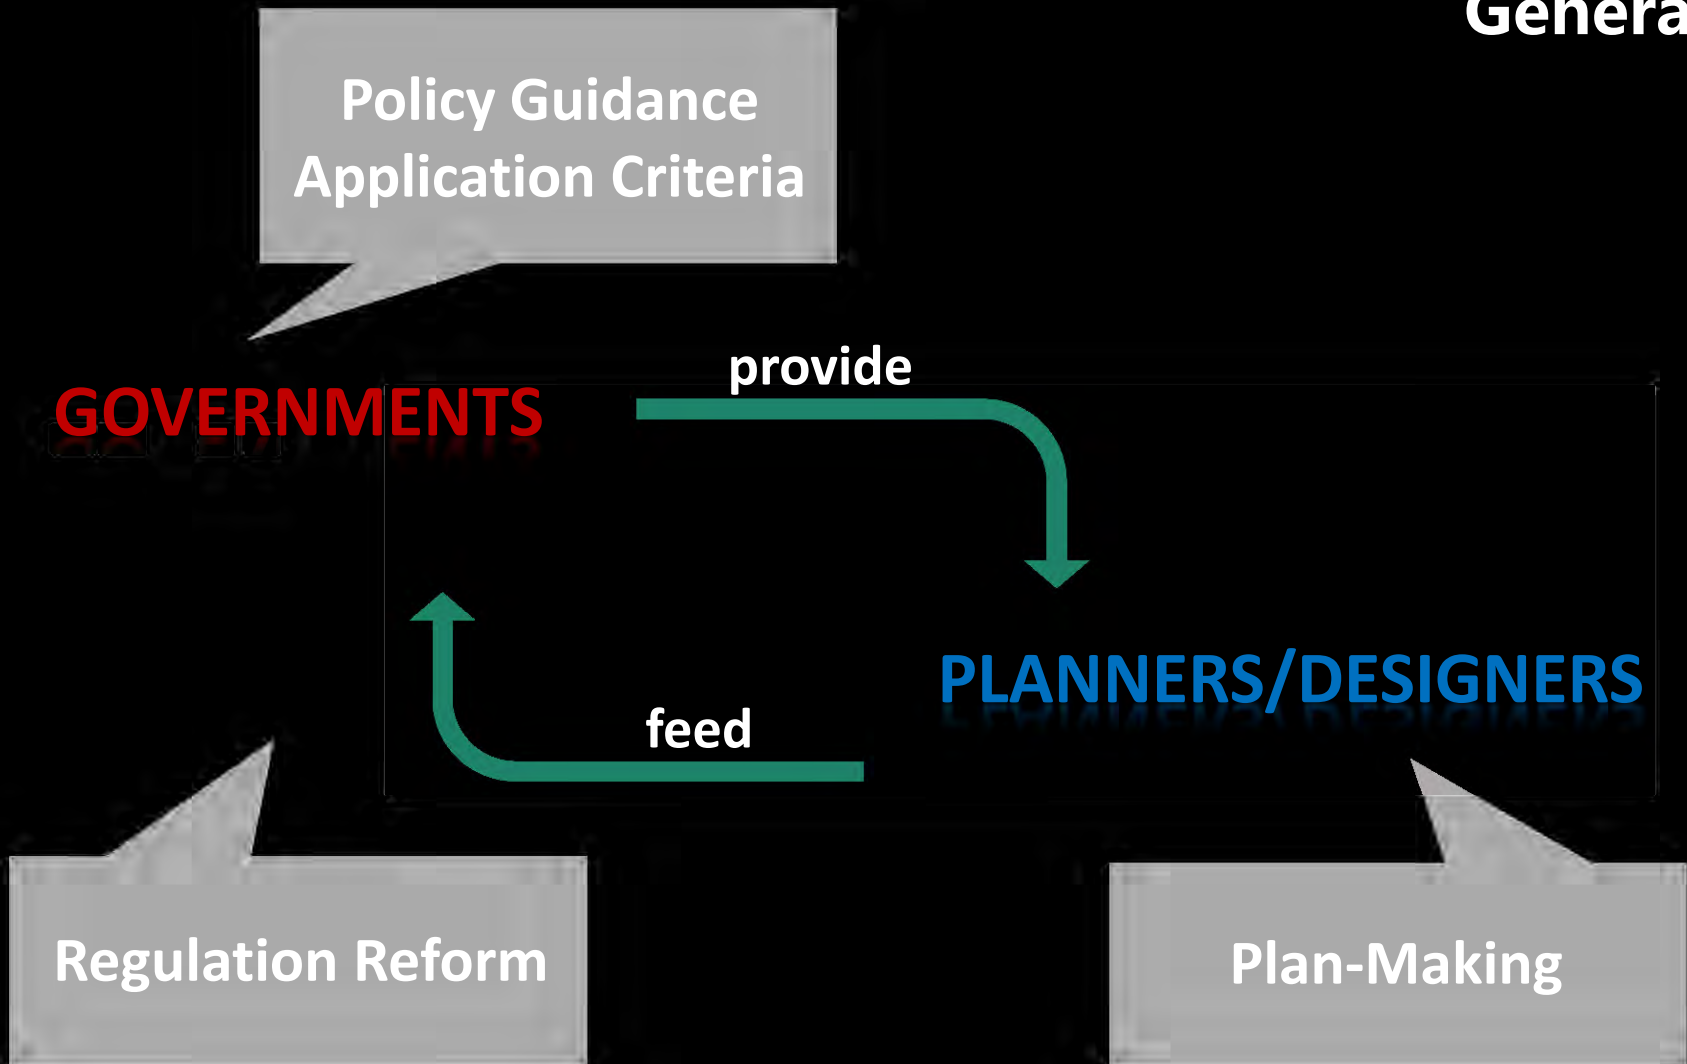 Policy Guidance
Application Criteria
provide
GOVERNMENTS
PLANNERS/DESIGNERS
feed
Regulation Reform
Plan-Making